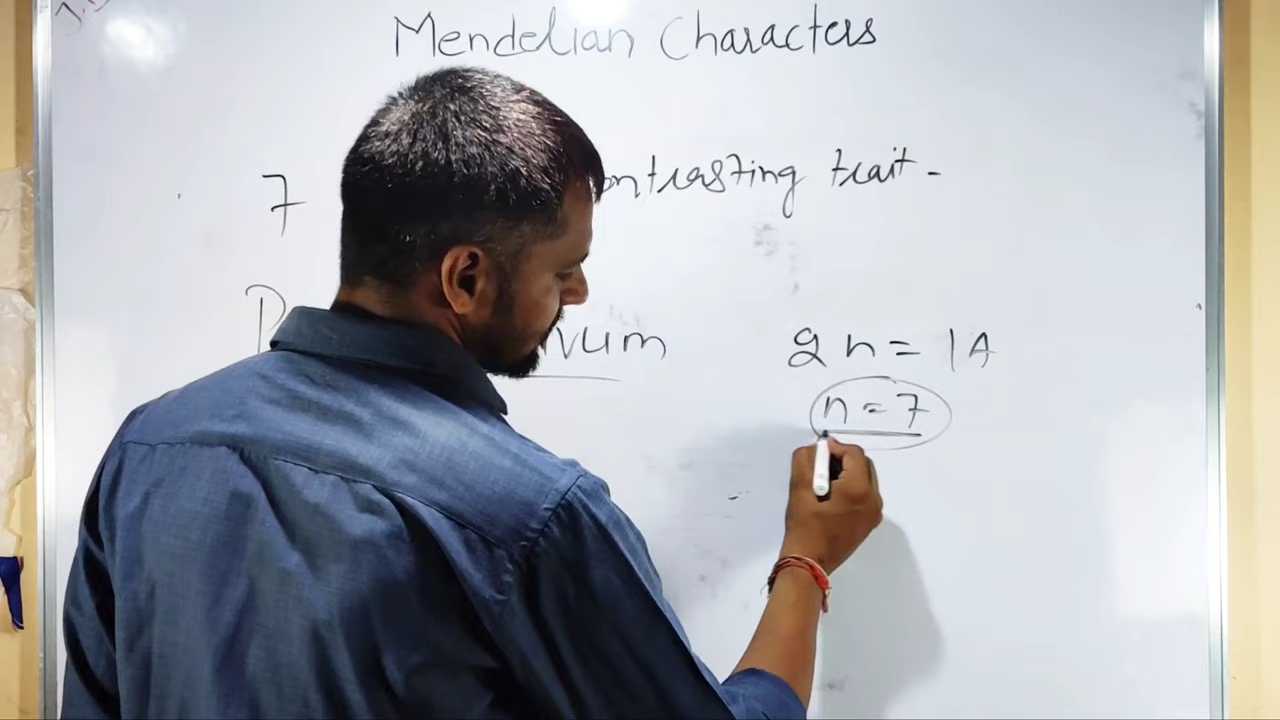 Mendelian Characters
7 ontrasting trait-
P vum
2n = 14
n = 7